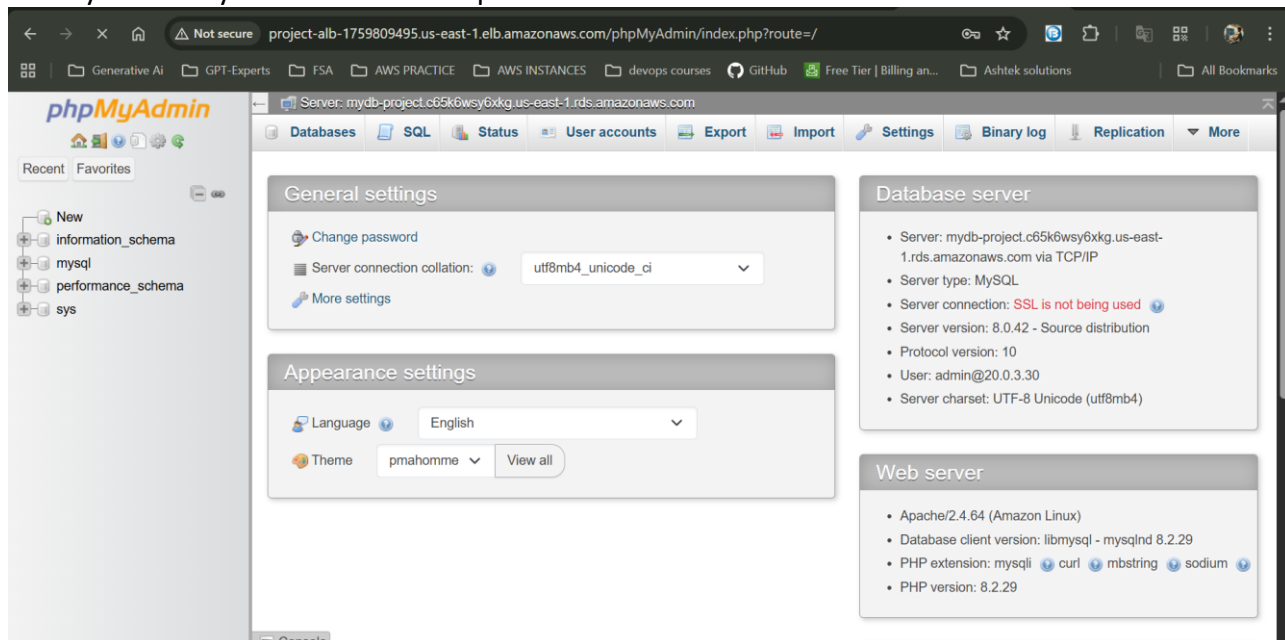 Not secure project-alb-1759809495.us-east-1.elb.amazonaws.com/phpMyAdmin/index.php?route=/
Generative Ai GPT-Experts FSA AWS PRACTICE AWS INSTANCES devops courses GitHub Free Tier | Billing an... Ashtek solutions All Bookmarks
phpMyAdmin
Recent Favorites
New
information_schema
mysql
performance_schema
sys
Server: mydb-project.c65k6wsy6xkg.us-east-1.rds.amazonaws.com
Databases SQL Status User accounts Export Import Settings Binary log Replication More
General settings
Change password
Server connection collation: utf8mb4_unicode_ci
More settings
Appearance settings
Language English
Theme pmahomme View all
Database server
• Server: mydb-project.c65k6wsy6xkg.us-east-
1.rds.amazonaws.com via TCP/IP
• Server type: MySQL
• Server connection: SSL is not being used
• Server version: 8.0.42 - Source distribution
• Protocol version: 10
• User: admin@20.0.3.30
• Server charset: UTF-8 Unicode (utf8mb4)
Web server
• Apache/2.4.64 (Amazon Linux)
• Database client version: libmysql - mysqlnd 8.2.29
• PHP extension: mysqli curl mbstring sodium
• PHP version: 8.2.29